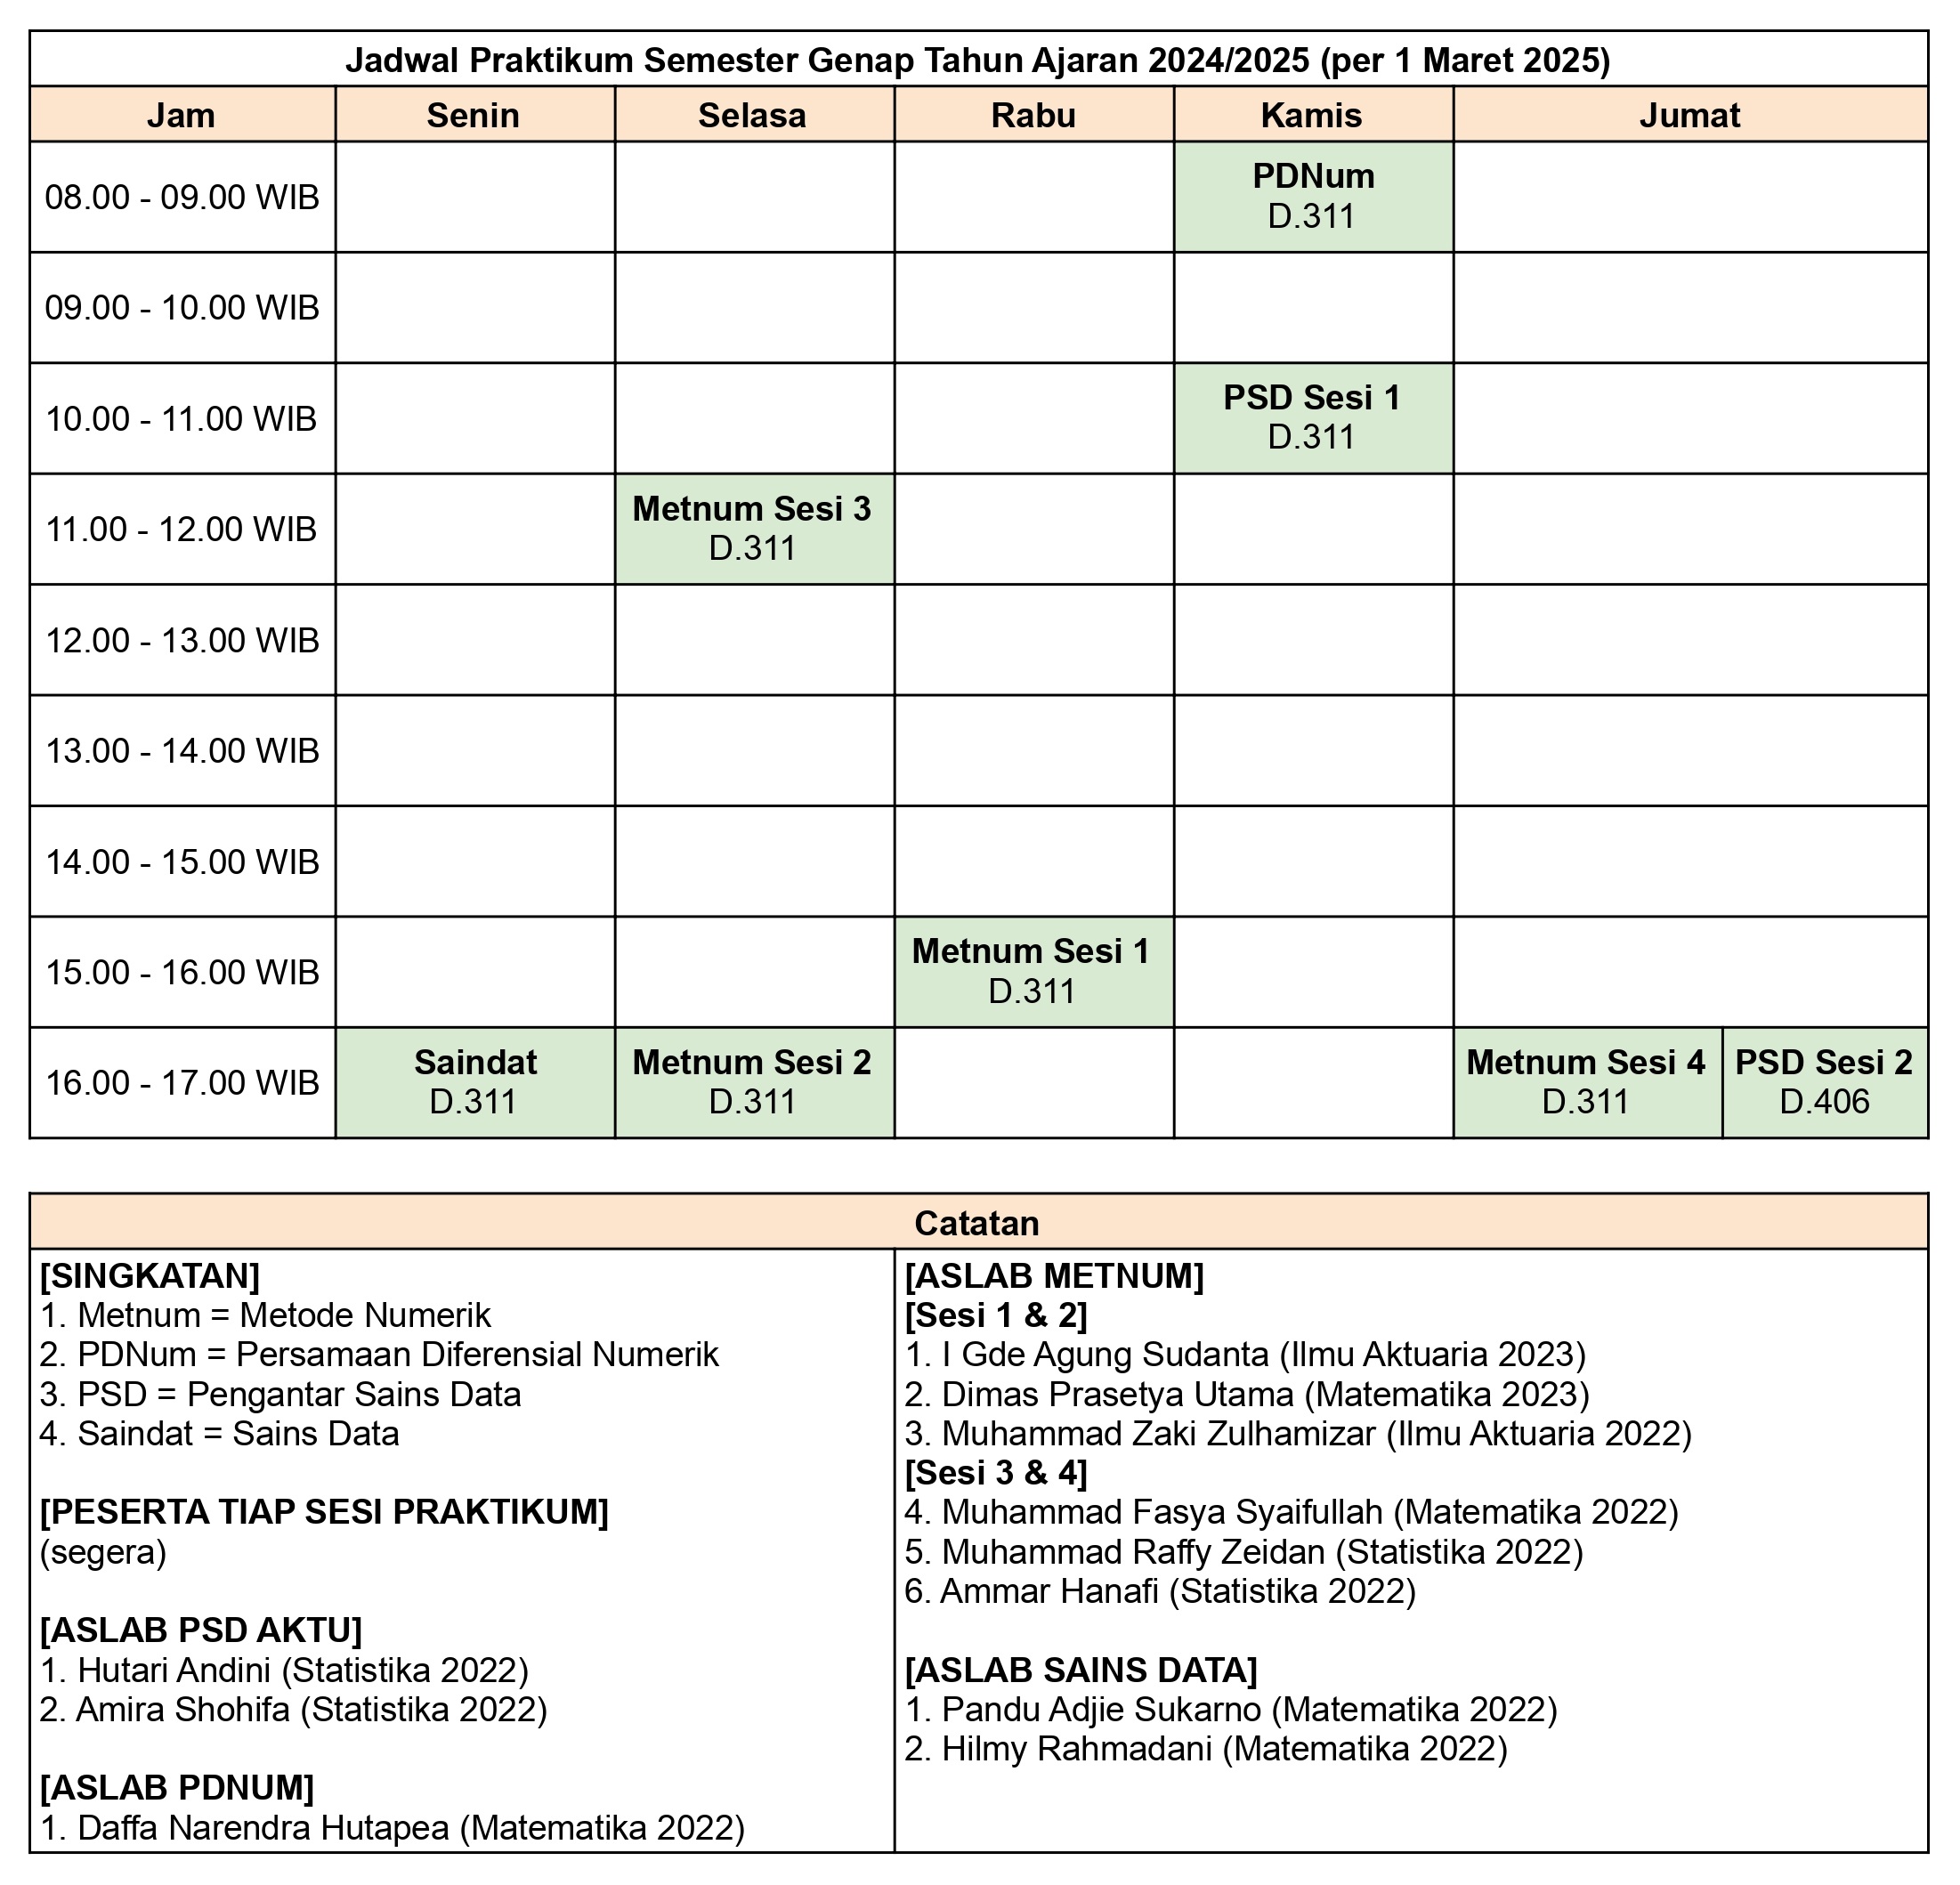 Jadwal Praktikum Semester Genap Tahun Ajaran 2024/2025 (per 1 Maret 2025)
Jam Senin Selasa Rabu Kamis Jumat
08.00 - 09.00 WIB
PDNum
D.311
09.00 - 10.00 WIB
10.00 - 11.00 WIB
PSD Sesi 1
D.311
11.00 - 12.00 WIB
Metnum Sesi 3
D.311
12.00 - 13.00 WIB
13.00 - 14.00 WIB
14.00 - 15.00 WIB
15.00 - 16.00 WIB
Metnum Sesi 1
D.311
16.00 - 17.00 WIB
Saindat
D.311
Metnum Sesi 2
D.311
Metnum Sesi 4
D.311
PSD Sesi 2
D.406
Catatan
[SINGKATAN]
1. Metnum = Metode Numerik
2. PDNum = Persamaan Diferensial Numerik
3. PSD = Pengantar Sains Data
4. Saindat = Sains Data
[PESERTA TIAP SESI PRAKTIKUM]
(segera)
[ASLAB PSD AKTU]
1. Hutari Andini (Statistika 2022)
2. Amira Shohifa (Statistika 2022)
[ASLAB PDNUM]
1. Daffa Narendra Hutapea (Matematika 2022)
[ASLAB METNUM]
[Sesi 1 & 2]
1. I Gde Agung Sudanta (Ilmu Aktuaria 2023)
2. Dimas Prasetya Utama (Matematika 2023)
3. Muhammad Zaki Zulhamizar (Ilmu Aktuaria 2022)
[Sesi 3 & 4]
4. Muhammad Fasya Syaifullah (Matematika 2022)
5. Muhammad Raffy Zeidan (Statistika 2022)
6. Ammar Hanafi (Statistika 2022)
[ASLAB SAINS DATA]
1. Pandu Adjie Sukarno (Matematika 2022)
2. Hilmy Rahmadani (Matematika 2022)